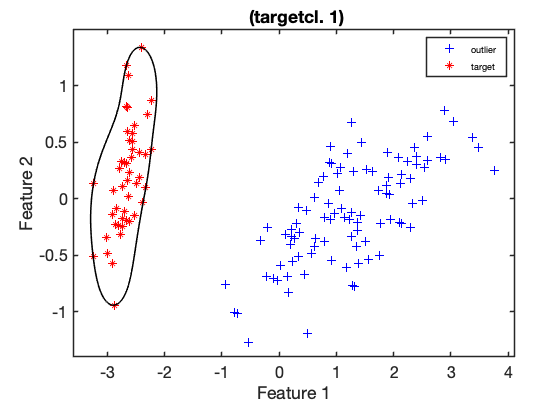 (targetcl. 1)
outlier
target
Feature 2
1
0.5
0
-0.5
-1
-3 -2 -1 0 1 2 3 4
Feature 1